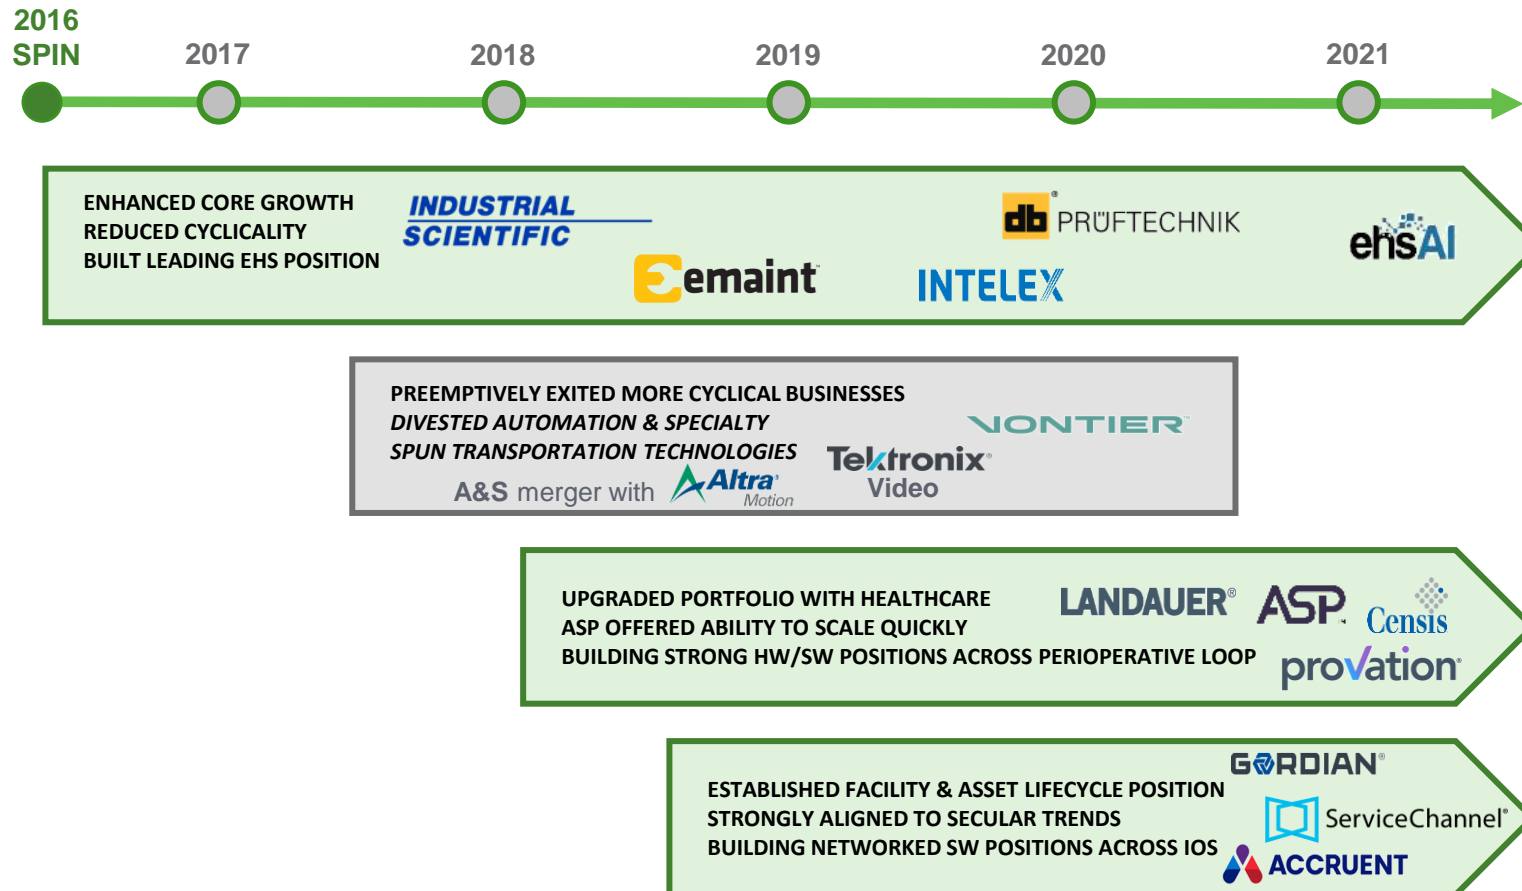 2016
SPIN
2017
2018
2019
2020
2021
ENHANCED CORE GROWTH
REDUCED CYCLICALITY
BUILT LEADING EHS POSITION
INDUSTRIAL
SCIENTIFIC
emaint
db® PRÜFTECHNIK
INTELEX
ehsAI
PREEMPTIVELY EXITED MORE CYCLICAL BUSINESSES
DIVESTED AUTOMATION & SPECIALTY
SPUN TRANSPORTATION TECHNOLOGIES
A&S merger with
Altra
Motion
Tektronix®
Video
VONTIER™
UPGRADED PORTFOLIO WITH HEALTHCARE
ASP OFFERED ABILITY TO SCALE QUICKLY
BUILDING STRONG HW/SW POSITIONS ACROSS PERIOPERATIVE LOOP
LANDAUER®
ASP
Censis
provation®
ESTABLISHED FACILITY & ASSET LIFECYCLE POSITION
STRONGLY ALIGNED TO SECULAR TRENDS
BUILDING NETWORKED SW POSITIONS ACROSS IOS
GORDIAN®
ServiceChannel®
ACCRUENT